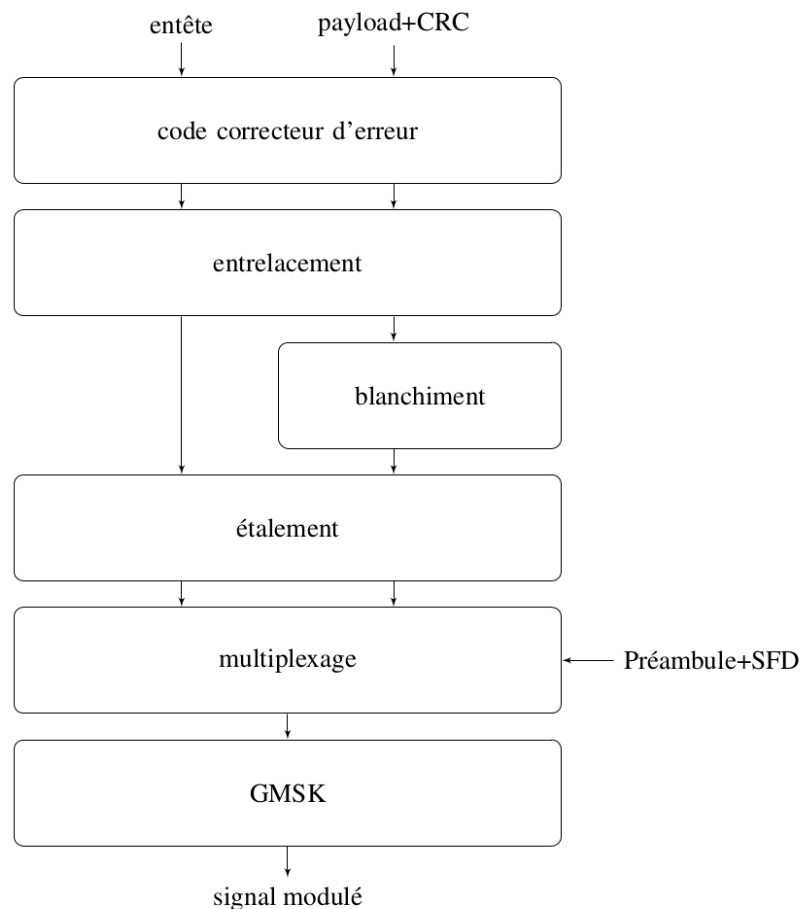 entête
payload+CRC
code correcteur d'erreur
entrelacement
blanchiment
étalement
multiplexage
Préambule+SFD
GMSK
signal modulé